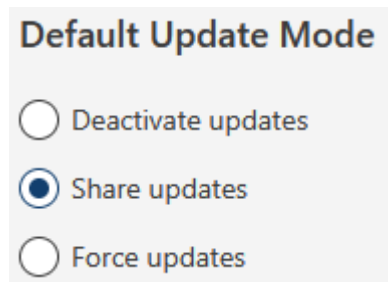 Default Update Mode
Deactivate updates
Share updates
Force updates